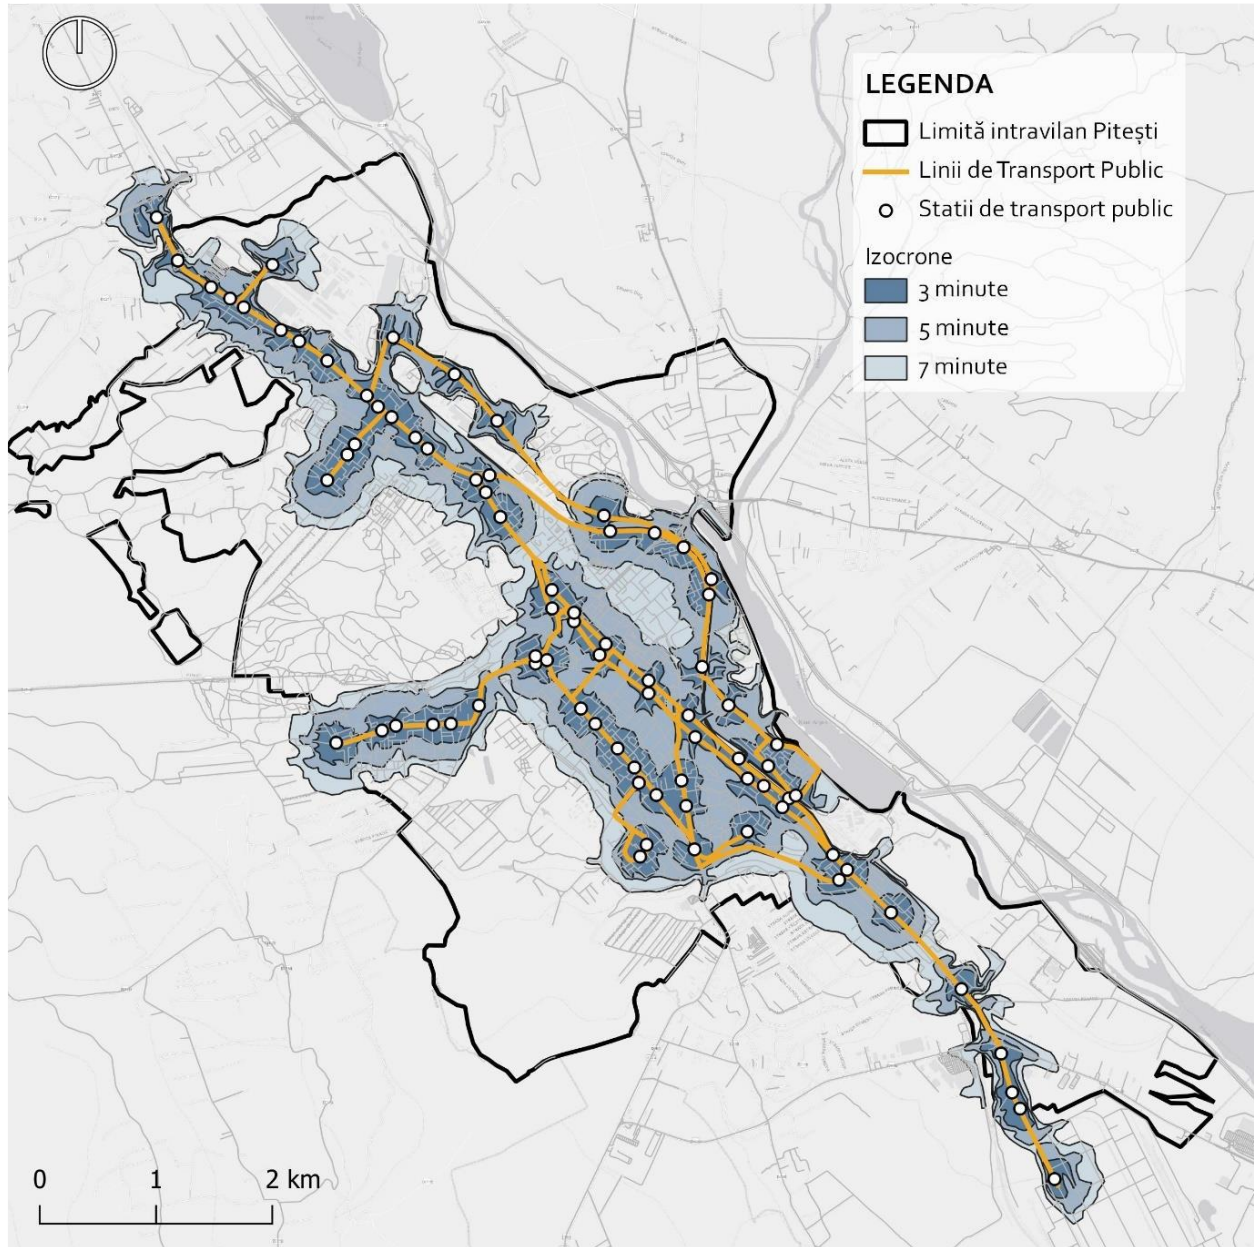 LEGENDA
Limită intravilan Pitești
Linii de Transport Public
Statii de transport public
Izocrone
3 minute
5 minute
7 minute
0 1 2 km